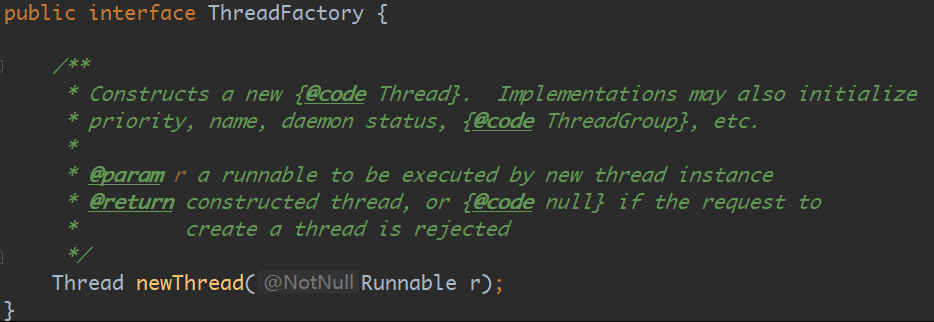 public interface ThreadFactory {
/**
* Constructs a new {@code Thread}.  Implementations may also initialize
* priority, name, daemon status, {@code ThreadGroup}, etc.
*
* @param r a runnable to be executed by new thread instance
* @return constructed thread, or {@code null} if the request to
*         create a thread is rejected
*/
Thread newThread( @NotNull Runnable r);
}